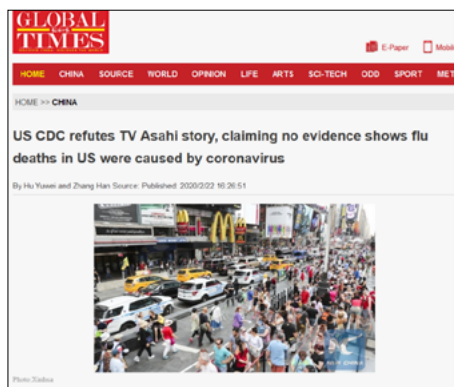 GLOBAL
TIMES
E-Paper
HOME CHINA SOURCE WORLD OPINION LIFE ARTS SCI-TECH ODD SPORT
HOME >> CHINA
US CDC refutes TV Asahi story, claiming no evidence shows flu
deaths in US were caused by coronavirus
By Hu Yuwei and Zhang Han Source: Published: 2020/2/22 16:26:51
Photo:Xinhua